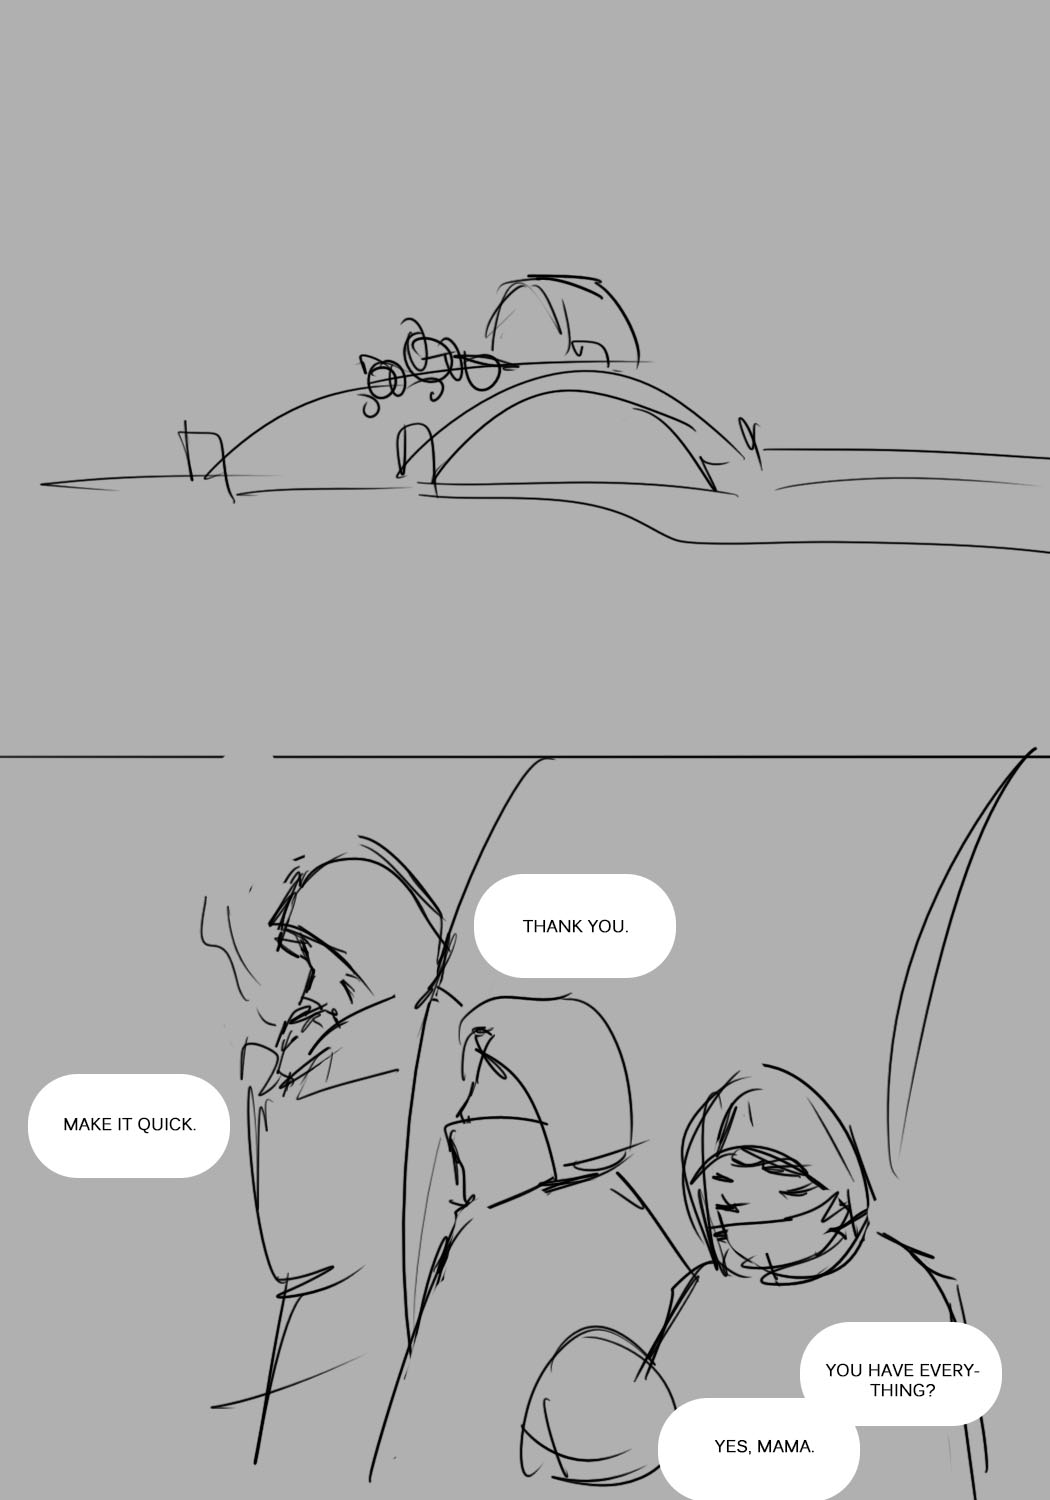 THANK YOU.
MAKE IT QUICK.
YOU HAVE EVERY-
THING?
YES, MAMA.